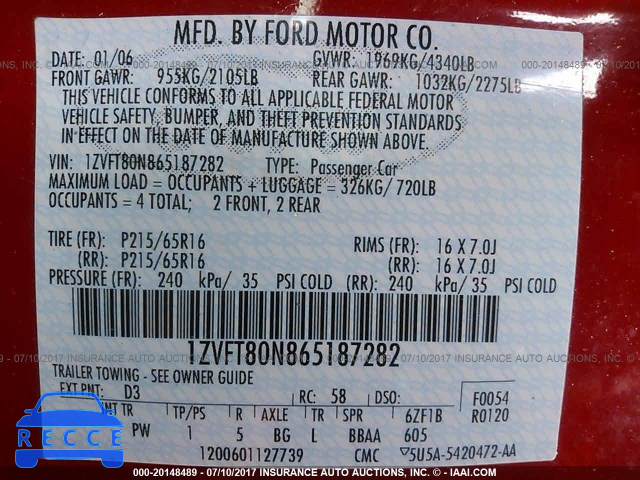 MFD. BY FORD MOTOR CO.
DATE: 01/06 GVWR: 1969KG/4340LB
FRONT GAWR: 955KG/2105LB REAR GAWR: 1032KG/2275LB
THIS VEHICLE CONFORMS TO ALL APPLICABLE FEDERAL MOTOR
VEHICLE SAFETY, BUMPER, AND THEFT PREVENTION STANDARDS
IN EFFECT ON THE DATE OF MANUFACTURE SHOWN ABOVE.
VIN: 1ZVFT80N865187282 TYPE: Passenger Car
MAXIMUM LOAD = OCCUPANTS + LUGGAGE = 326KG/720LB
OCCUPANTS = 4 TOTAL; 2 FRONT, 2 REAR
TIRE (FR): P215/65R16 RIMS (FR): 16 X 7.0J
(RR): P215/65R16 (RR): 16 X 7.0J
PRESSURE (FR): 240 kPa/ 35 PSI COLD (RR): 240 kPa/ 35 PSI COLD
1ZVFT80N865187282
TRAILER TOWING - SEE OWNER GUIDE
EXT PNT: D3 RC: 58 DSO: F0054
INT TR TP/PS R AXLE TR SPR 6ZF1B R0120
PW 1 5 BG L BBAA 605
1200601127739 CMC ▽5U5A-5420472-AA
RECCE
000-20148489 - 07/10/2017 INSURANCE AUTO AUCTIONS INC. © - IAAI.COM